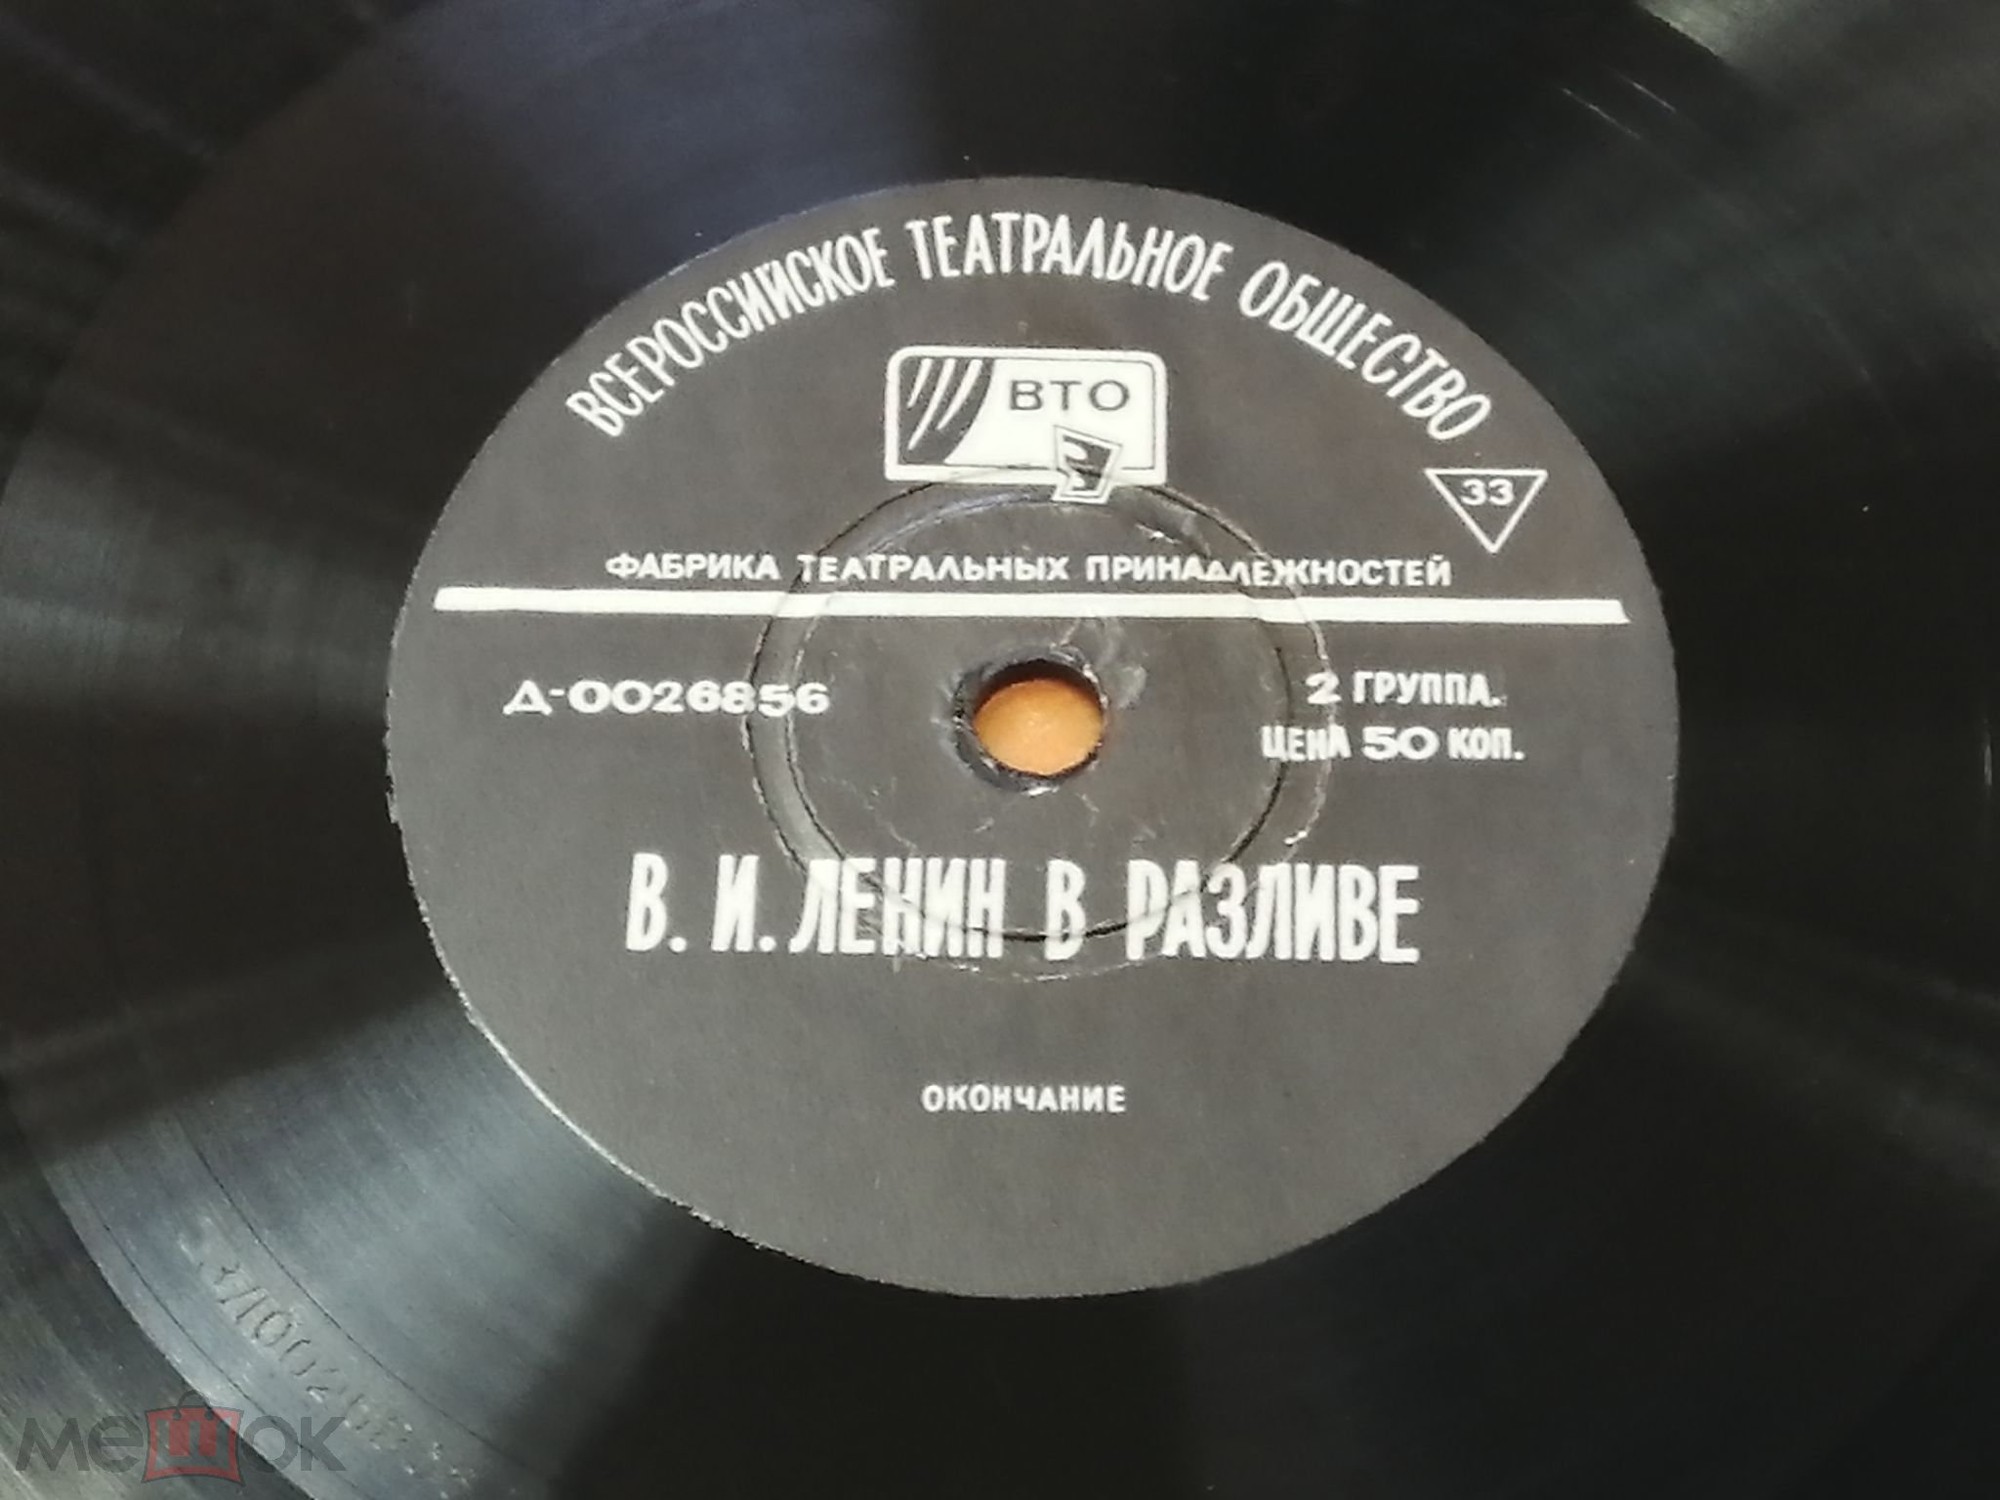 ВСЕРОССИЙСКОЕ ТЕАТРАЛЬНОЕ ОБЩЕСТВО
ВТО
33
ФАБРИКА ТЕАТРАЛЬНЫХ ПРИНАДЛЕЖНОСТЕЙ
Д-0026856
2 ГРУППА.
ЦЕНА 50 КОП.
В. И. ЛЕНИН В РАЗЛИВЕ
ОКОНЧАНИЕ
мешок